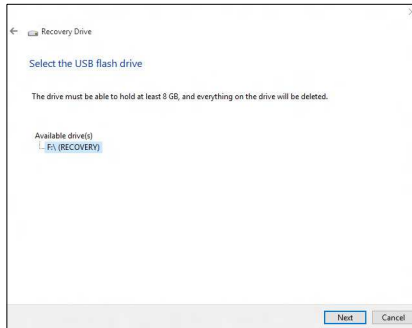 Recovery Drive
Select the USB flash drive
The drive must be able to hold at least 8 GB, and everything on the drive will be deleted.
Available drive(s)
F:\ (RECOVERY)
Next Cancel